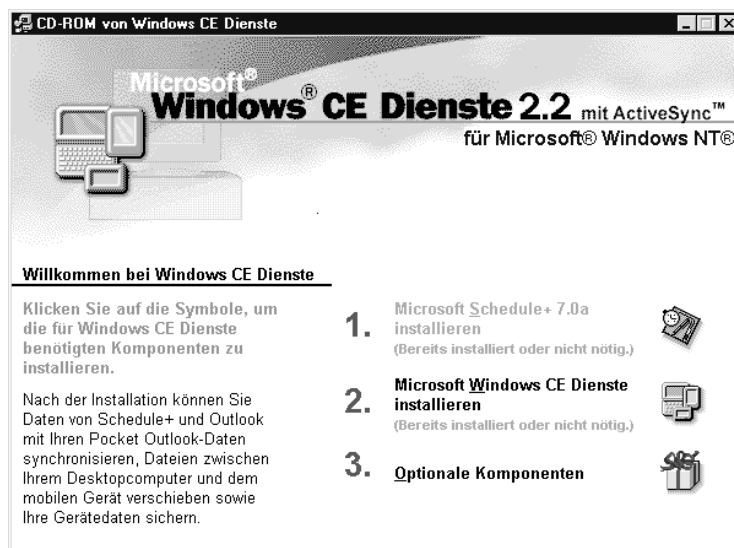 CD-ROM von Windows CE Dienste
Microsoft®
Windows® CE Dienste 2.2 mit ActiveSync™
für Microsoft® Windows NT®
Willkommen bei Windows CE Dienste
Klicken Sie auf die Symbole, um
die für Windows CE Dienste
benötigten Komponenten zu
installieren.
Nach der Installation können Sie
Daten von Schedule+ und Outlook
mit Ihren Pocket Outlook-Daten
synchronisieren, Dateien zwischen
Ihrem Desktopcomputer und dem
mobilen Gerät verschieben sowie
Ihre Gerätedaten sichern.
1. Microsoft Schedule+ 7.0a
installieren
(Bereits installiert oder nicht nötig.)
2. Microsoft Windows CE Dienste
installieren
(Bereits installiert oder nicht nötig.)
3. Optionale Komponenten